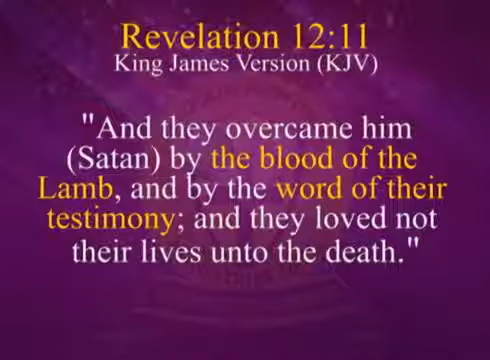 Revelation 12:11
King James Version (KJV)
"And they overcame him
(Satan) by the blood of the
Lamb, and by the word of their
testimony; and they loved not
their lives unto the death."